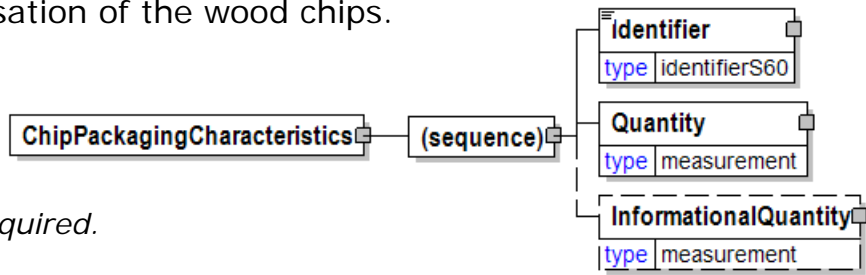 sation of the wood chips.
Identifier
type identifierS60
ChipPackagingCharacteristics
(sequence)
Quantity
type measurement
quired.
InformationalQuantity
type measurement